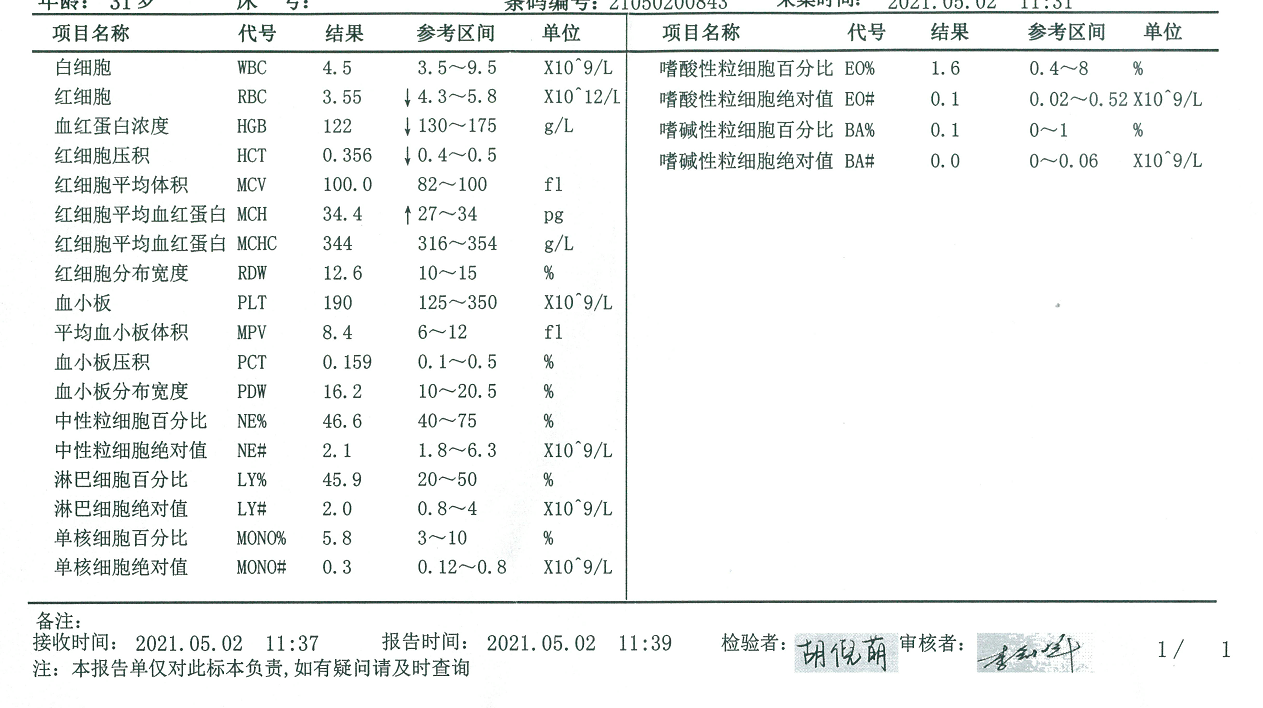 年龄: 31岁 床 号: 条码编号: 21050200843 采集时间: 2021.05.02 11:31
项目名称 代号 结果 参考区间 单位
白细胞 WBC 4.5 3.5~9.5 X10^9/L
红细胞 RBC 3.55 ↓ 4.3~5.8 X10^12/L
血红蛋白浓度 HGB 122 ↓ 130~175 g/L
红细胞压积 HCT 0.356 ↓ 0.4~0.5
红细胞平均体积 MCV 100.0 82~100 fl
红细胞平均血红蛋白 MCH 34.4 ↑ 27~34 pg
红细胞平均血红蛋白 MCHC 344 316~354 g/L
红细胞分布宽度 RDW 12.6 10~15 %
血小板 PLT 190 125~350 X10^9/L
平均血小板体积 MPV 8.4 6~12 fl
血小板压积 PCT 0.159 0.1~0.5 %
血小板分布宽度 PDW 16.2 10~20.5 %
中性粒细胞百分比 NE% 46.6 40~75 %
中性粒细胞绝对值 NE# 2.1 1.8~6.3 X10^9/L
淋巴细胞百分比 LY% 45.9 20~50 %
淋巴细胞绝对值 LY# 2.0 0.8~4 X10^9/L
单核细胞百分比 MONO% 5.8 3~10 %
单核细胞绝对值 MONO# 0.3 0.12~0.8 X10^9/L
项目名称 代号 结果 参考区间 单位
嗜酸性粒细胞百分比 EO% 1.6 0.4~8 %
嗜酸性粒细胞绝对值 EO# 0.1 0.02~0.52 X10^9/L
嗜碱性粒细胞百分比 BA% 0.1 0~1 %
嗜碱性粒细胞绝对值 BA# 0.0 0~0.06 X10^9/L
备注:
接收时间: 2021.05.02 11:37 报告时间: 2021.05.02 11:39 检验者: 胡倪萌 审核者: 1/ 1
注: 本报告单仅对此标本负责,如有疑问请及时查询